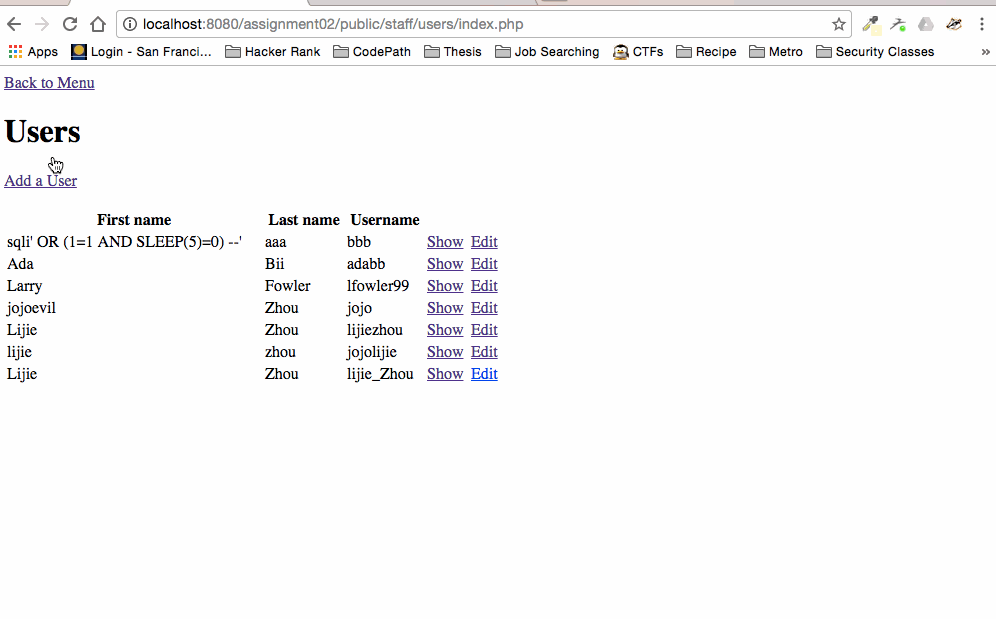 localhost:8080/assignment02/public/staff/users/index.php
Apps Login - San Franci... Hacker Rank CodePath Thesis Job Searching CTFs Recipe Metro Security Classes »
Back to Menu
Users
Add a User
First name Last name Username
sqli' OR (1=1 AND SLEEP(5)=0) --' aaa bbb Show Edit
Ada Bii adabb Show Edit
Larry Fowler lfowler99 Show Edit
jojoevil Zhou jojo Show Edit
Lijie Zhou lijiezhou Show Edit
lijie zhou jojolijie Show Edit
Lijie Zhou lijie_Zhou Show Edit